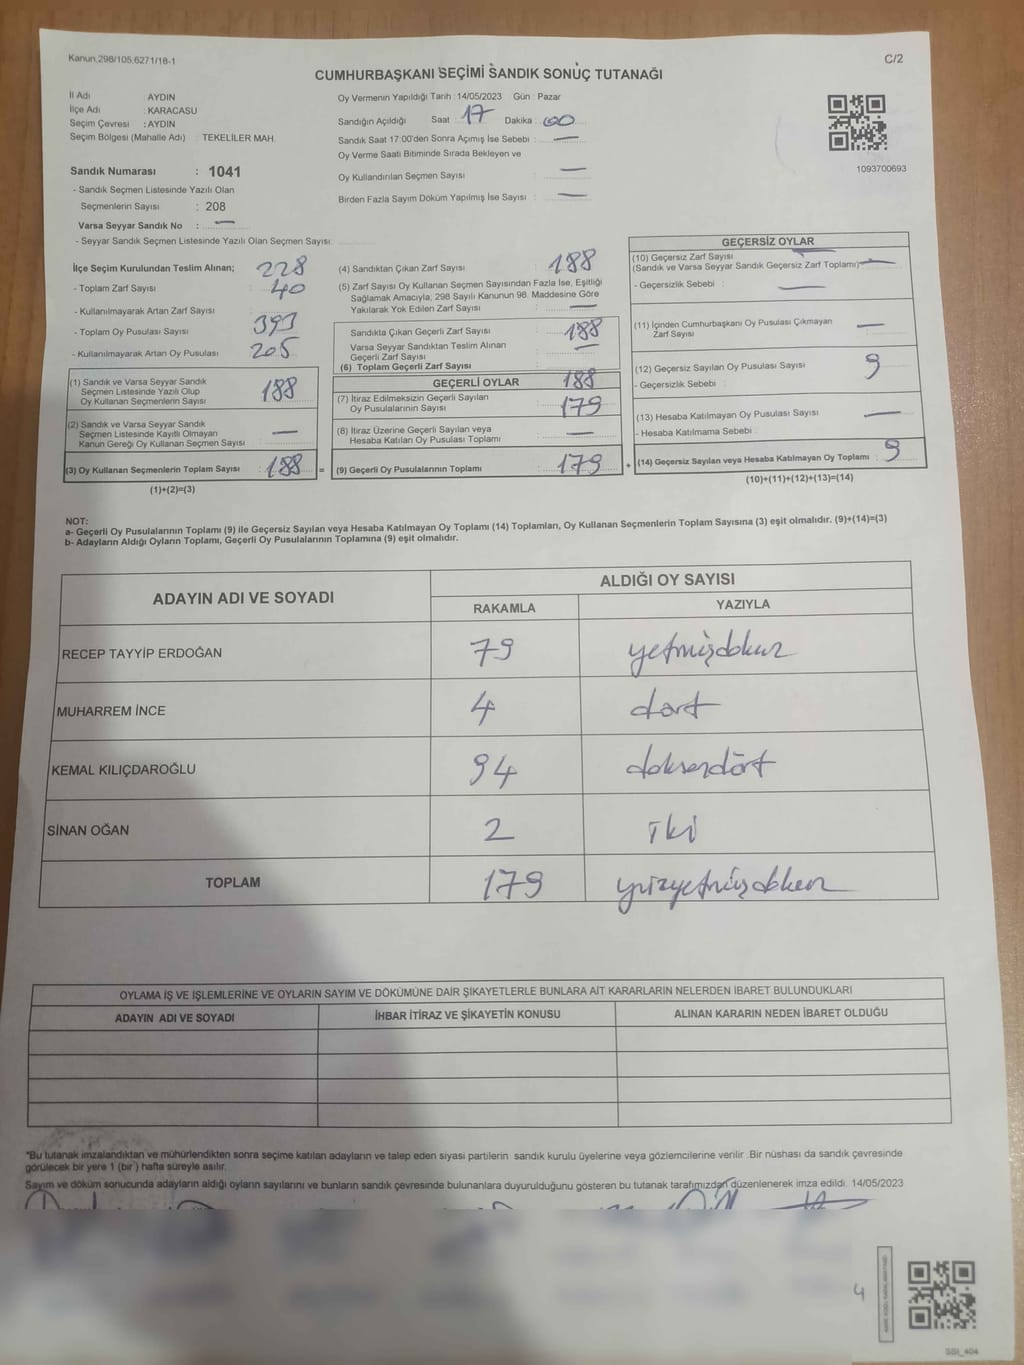 Kanun.298/105.6271/18-1
C/2
CUMHURBAŞKANI SEÇİMİ SANDIK SONUÇ TUTANAĞI
İl Adı AYDIN
İlçe Adı : KARACASU
Seçim Çevresi : AYDIN
Seçim Bölgesi (Mahalle Adı) : TEKELİLER MAH.
Sandık Numarası : 1041
- Sandık Seçmen Listesinde Yazılı Olan
Seçmenlerin Sayısı : 208
Varsa Seyyar Sandık No : —
- Seyyar Sandık Seçmen Listesinde Yazılı Olan Seçmen Sayısı:
Oy Vermenin Yapıldığı Tarih : 14/05/2023 Gün : Pazar
Sandığın Açıldığı Saat : 17 Dakika : 00
Sandık Saat 17:00'den Sonra Açımış İse Sebebi : —
Oy Verme Saati Bitiminde Sırada Bekleyen ve
Oy Kullandırılan Seçmen Sayısı : —
Birden Fazla Sayım Döküm Yapılmış İse Sayısı : —
1093700693
İlçe Seçim Kurulundan Teslim Alınan; 228
- Toplam Zarf Sayısı : 40
- Kullanılmayarak Artan Zarf Sayısı
- Toplam Oy Pusulası Sayısı 393
- Kullanılmayarak Artan Oy Pusulası 205
(1) Sandık ve Varsa Seyyar Sandık
Seçmen Listesinde Yazılı Olup
Oy Kullanan Seçmenlerin Sayısı 188
(2) Sandık ve Varsa Seyyar Sandık
Seçmen Listesinde Kayıtlı Olmayan
Kanun Gereği Oy Kullanan Seçmen Sayısı —
(3) Oy Kullanan Seçmenlerin Toplam Sayısı : 188 =
(1)+(2)=(3)
(4) Sandıktan Çıkan Zarf Sayısı : 188
(5) Zarf Sayısı Oy Kullanan Seçmen Sayısından Fazla İse, Eşitliği
Sağlamak Amacıyla; 298 Sayılı Kanunun 98. Maddesine Göre
Yakılarak Yok Edilen Zarf Sayısı : —
Sandıkta Çıkan Geçerli Zarf Sayısı : 188
Varsa Seyyar Sandıktan Teslim Alınan
Geçerli Zarf Sayısı —
(6) Toplam Geçerli Zarf Sayısı : 188
GEÇERLİ OYLAR
(7) İtiraz Edilmeksizin Geçerli Sayılan
Oy Pusulalarının Sayısı : 179
(8) İtiraz Üzerine Geçerli Sayılan veya
Hesaba Katılan Oy Pusulası Toplamı : —
(9) Geçerli Oy Pusulalarının Toplamı : 179 +
GEÇERSİZ OYLAR
(10) Geçersiz Zarf Sayısı
(Sandık ve Varsa Seyyar Sandık Geçersiz Zarf Toplamı) —
- Geçersizlik Sebebi : —
(11) İçinden Cumhurbaşkanı Oy Pusulası Çıkmayan
Zarf Sayısı —
(12) Geçersiz Sayılan Oy Pusulası Sayısı 9
- Geçersizlik Sebebi :
(13) Hesaba Katılmayan Oy Pusulası Sayısı —
- Hesaba Katılmama Sebebi :
(14) Geçersiz Sayılan veya Hesaba Katılmayan Oy Toplamı : 9
(10)+(11)+(12)+(13)=(14)
NOT:
a- Geçerli Oy Pusulalarının Toplamı (9) ile Geçersiz Sayılan veya Hesaba Katılmayan Oy Toplamı (14) Toplamları, Oy Kullanan Seçmenlerin Toplam Sayısına (3) eşit olmalıdır. (9)+(14)=(3)
b- Adayların Aldığı Oyların Toplamı, Geçerli Oy Pusulalarının Toplamına (9) eşit olmalıdır.
ADAYIN ADI VE SOYADI ALDIĞI OY SAYISI
RAKAMLA YAZIYLA
RECEP TAYYİP ERDOĞAN 79 yetmişdokuz
MUHARREM İNCE 4 dört
KEMAL KILIÇDAROĞLU 94 doksandört
SİNAN OĞAN 2 iki
TOPLAM 179 yüzyetmişdokuz
OYLAMA İŞ VE İŞLEMLERİNE VE OYLARIN SAYIM VE DÖKÜMÜNE DAİR ŞİKAYETLERLE BUNLARA AİT KARARLARIN NELERDEN İBARET BULUNDUKLARI
ADAYIN ADI VE SOYADI İHBAR İTİRAZ VE ŞİKAYETİN KONUSU ALINAN KARARIN NEDEN İBARET OLDUĞU
*Bu tutanak imzalandıktan ve mühürlendikten sonra seçime katılan adayların ve talep eden siyasi partilerin sandık kurulu üyelerine veya gözlemcilerine verilir. Bir nüshası da sandık çevresinde
görülecek bir yere 1 (bir) hafta süreyle asılır.
Sayım ve döküm sonucunda adayların aldığı oyların sayılarını ve bunların sandık çevresinde bulunanlara duyurulduğunu gösteren bu tutanak tarafımızdan düzenlenerek imza edildi. 14/05/2023
4
SSI_404